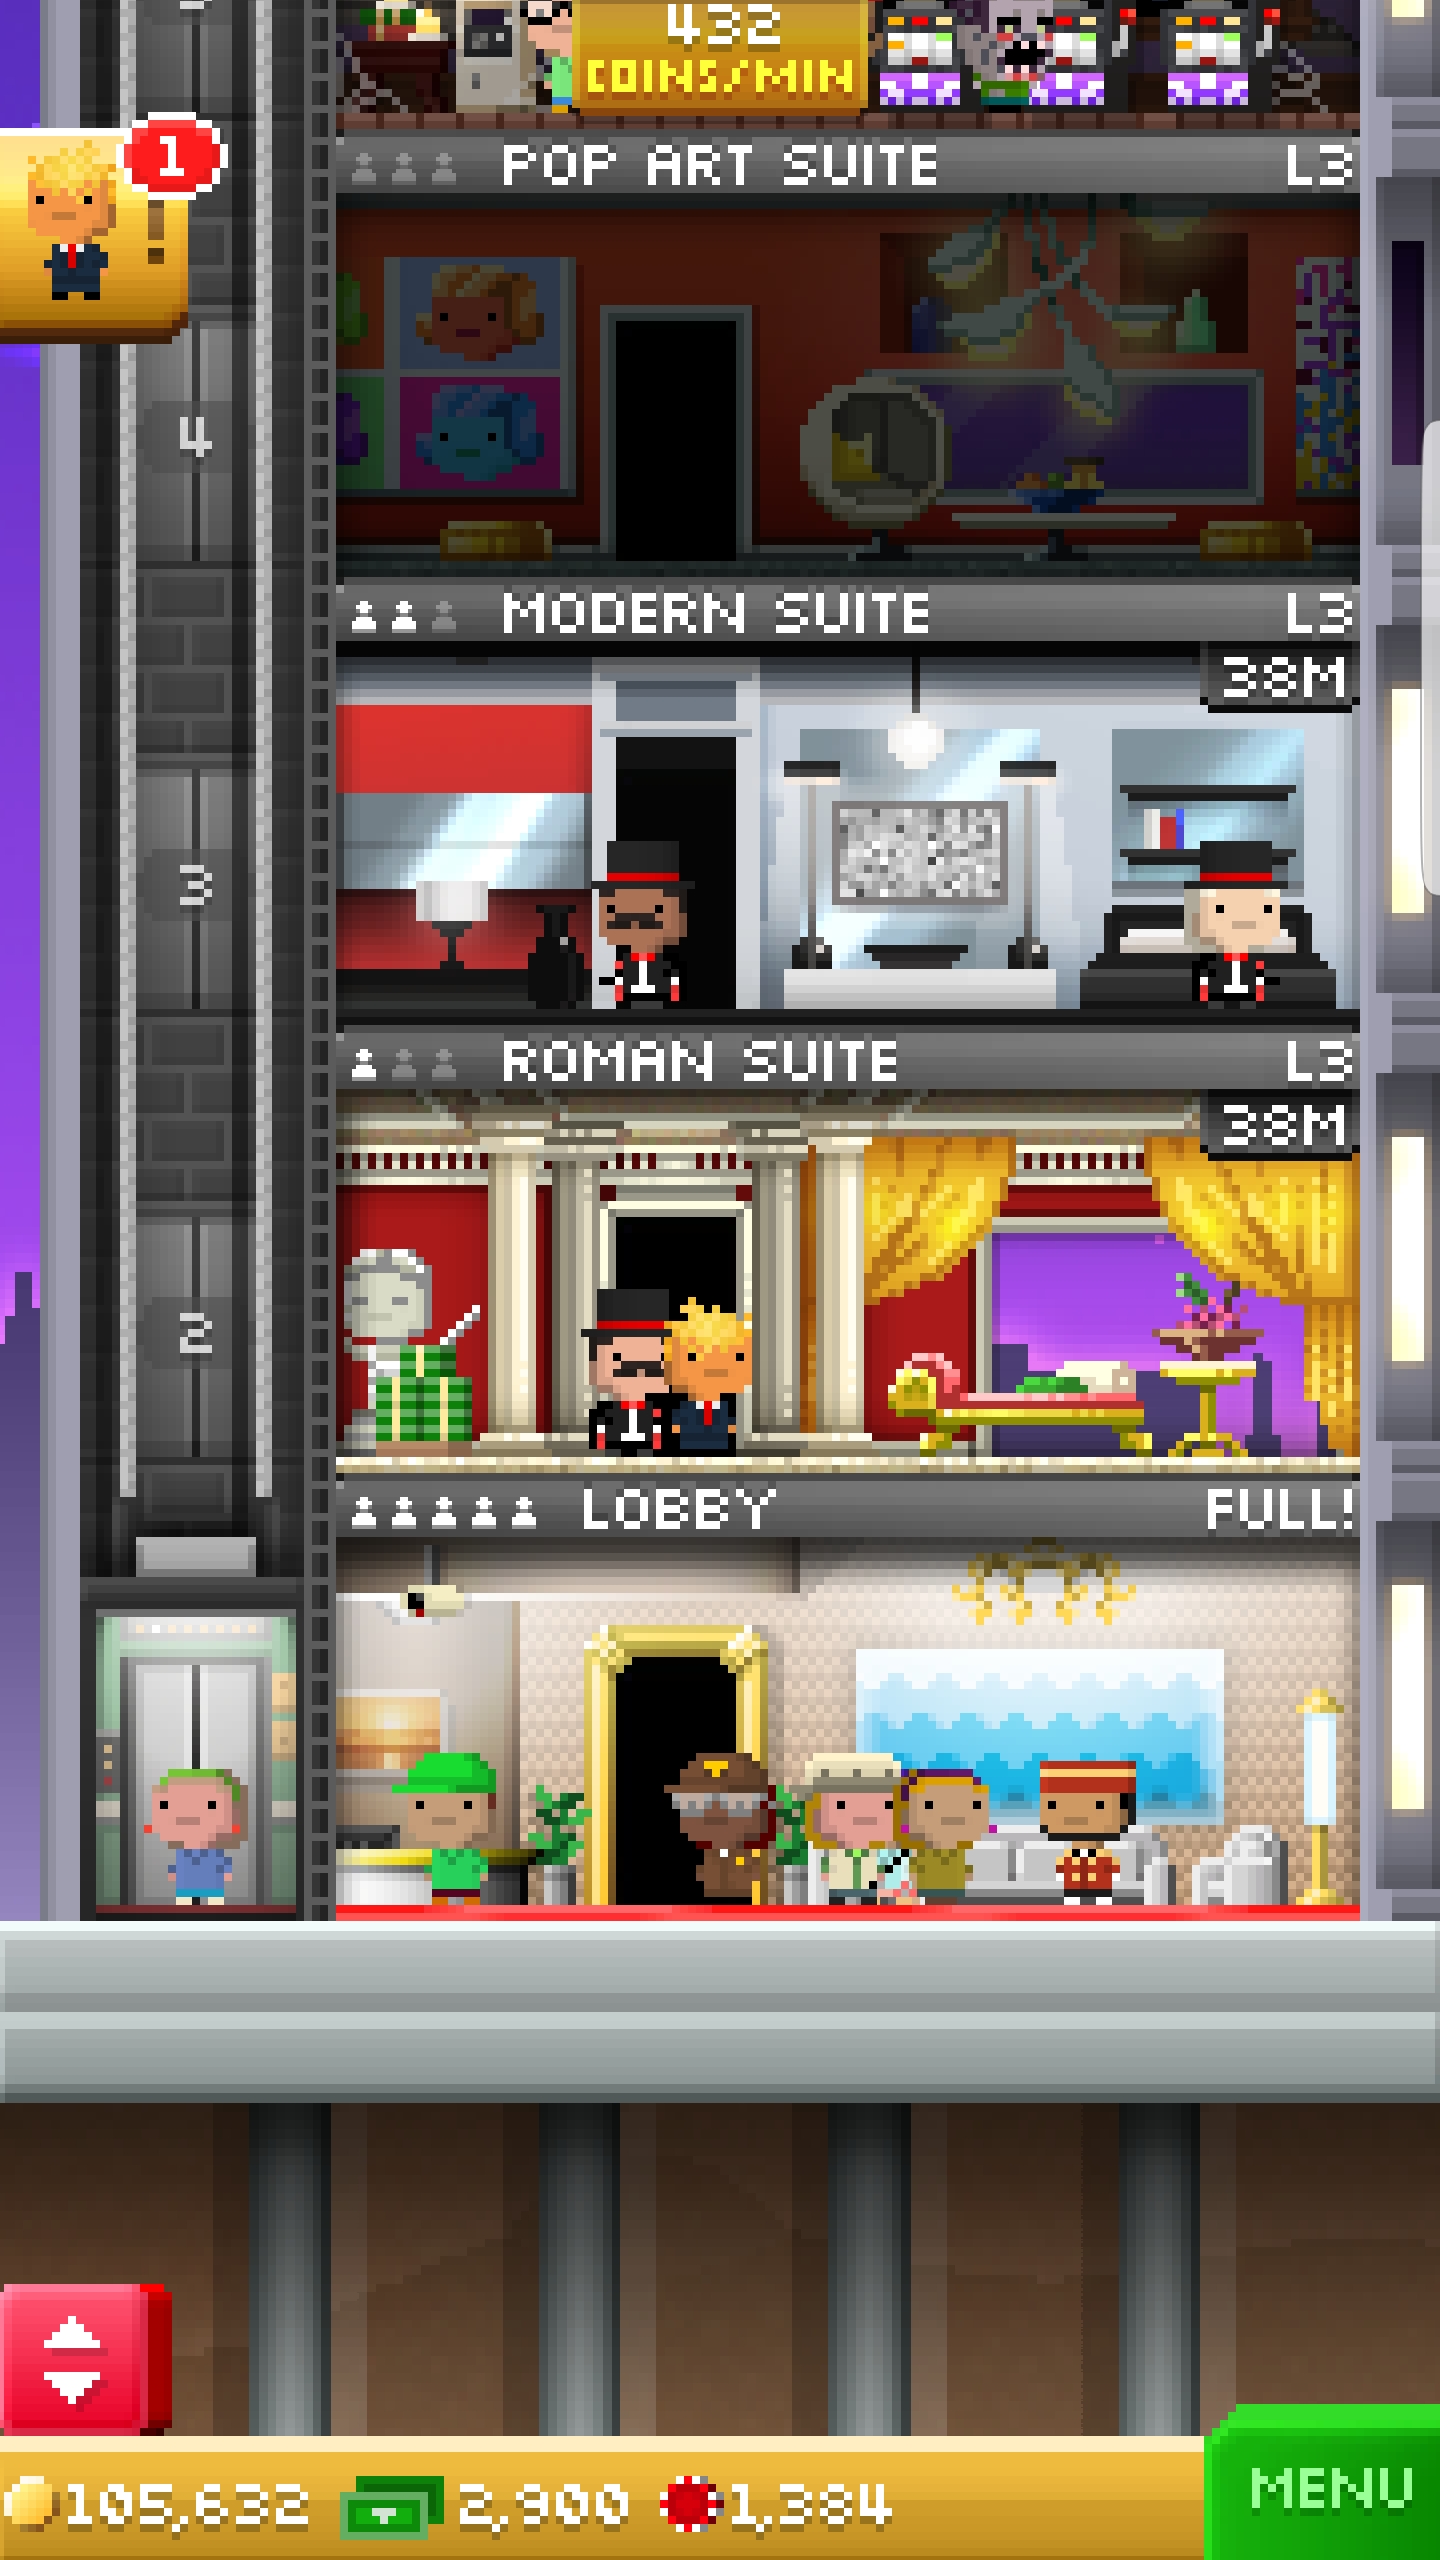 432
COINS/MIN
1
!
POP ART SUITE L3
4
MODERN SUITE L3
38M
3
ROMAN SUITE L3
38M
2
LOBBY FULL!
105,632 2,900 1,384
MENU